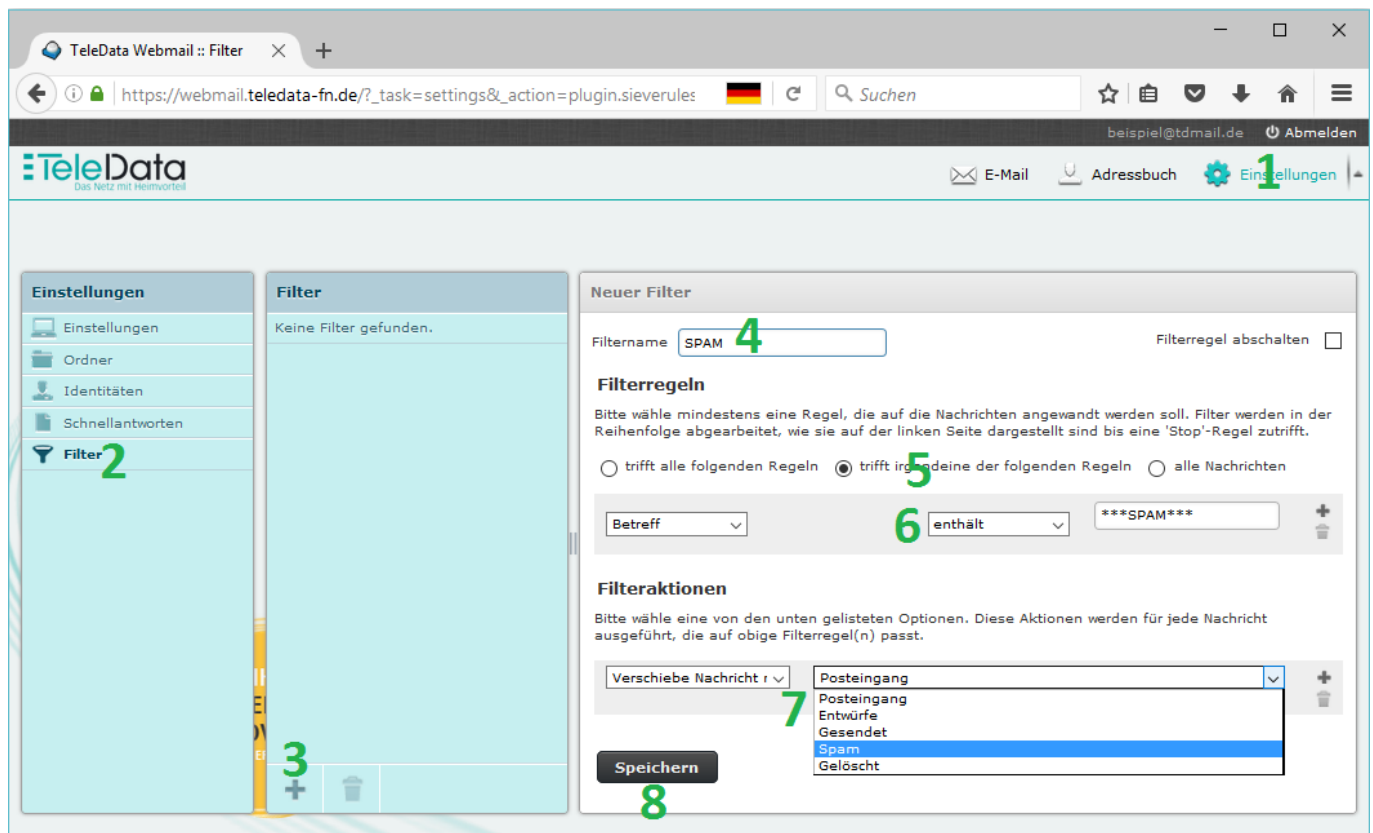 TeleData Webmail :: Filter
https://webmail.teledata-fn.de/?_task=settings&_action=plugin.sieverules
Suchen
beispiel@tdmail.de Abmelden
TeleData
Das Netz mit Heimvorteil
E-Mail Adressbuch Einstellungen
1
Einstellungen
Einstellungen
Ordner
Identitäten
Schnellantworten
Filter
2
Filter
Keine Filter gefunden.
3
Neuer Filter
Filtername SPAM 4 Filterregel abschalten
Filterregeln
Bitte wähle mindestens eine Regel, die auf die Nachrichten angewandt werden soll. Filter werden in der
Reihenfolge abgearbeitet, wie sie auf der linken Seite dargestellt sind bis eine 'Stop'-Regel zutrifft.
trifft alle folgenden Regeln trifft irgendeine der folgenden Regeln alle Nachrichten
5
Betreff 6 enthält ***SPAM***
Filteraktionen
Bitte wähle eine von den unten gelisteten Optionen. Diese Aktionen werden für jede Nachricht
ausgeführt, die auf obige Filterregel(n) passt.
Verschiebe Nachricht Posteingang
7
Posteingang
Entwürfe
Gesendet
Spam
Gelöscht
Speichern
8